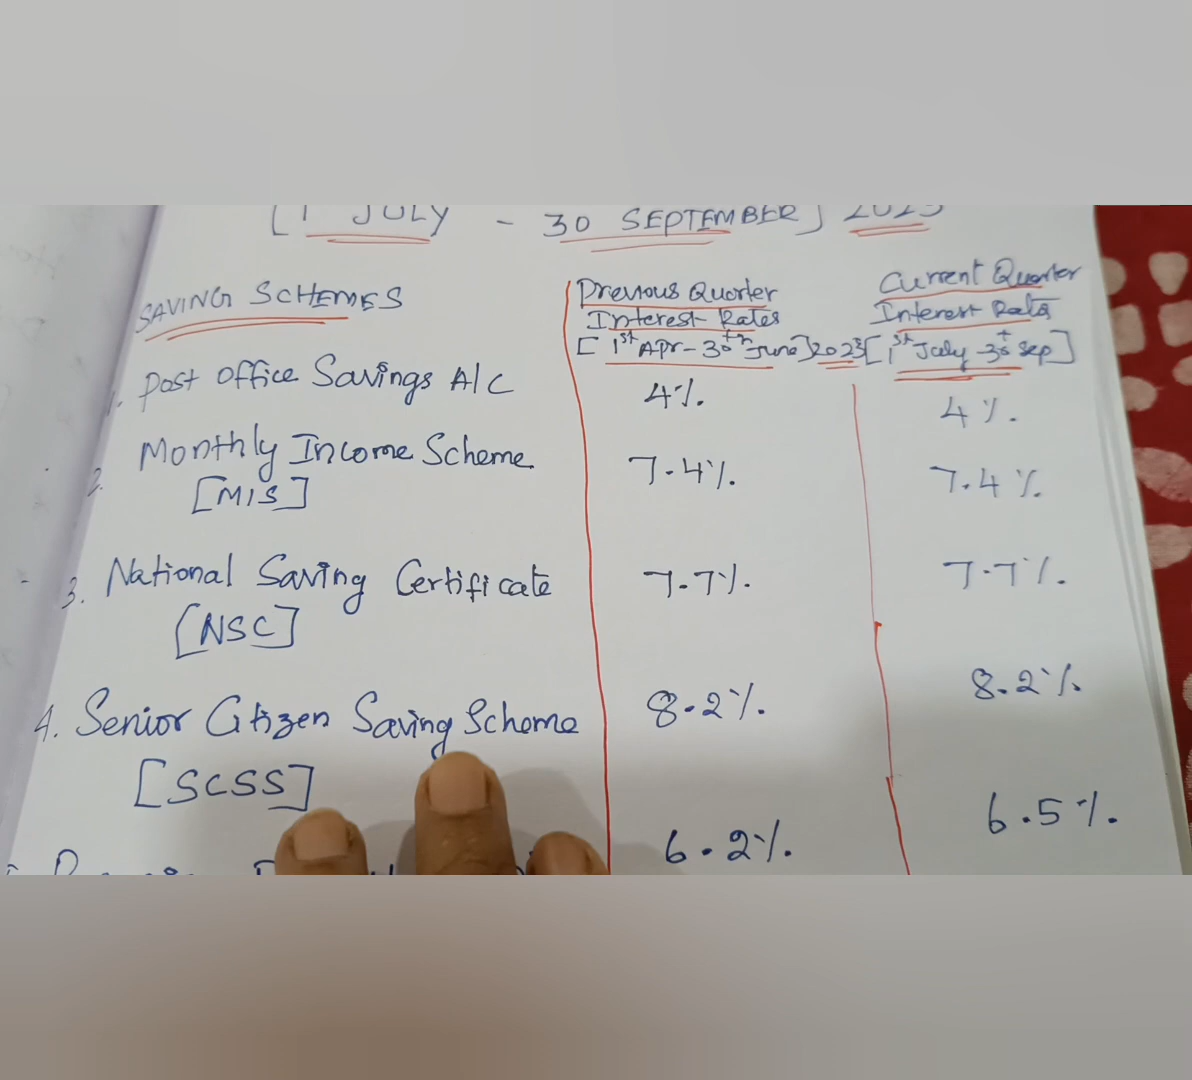 [1 JULY - 30 SEPTEMBER] 2023
SAVING SCHEMES
Previous Quarter
Interest Rates
[1st Apr - 30th June] 2023
Current Quarter
Interest Rate
[1st July - 30t Sep]
1. Post Office Savings A/C 4%. 4%.
2. Monthly Income Scheme 7.4%. 7.4%.
[MIS]
3. National Saving Certificate 7.7%. 7.7%.
[NSC]
4. Senior Citizen Saving Scheme 8.2%. 8.2%.
[SCSS]
6.2%. 6.5%.